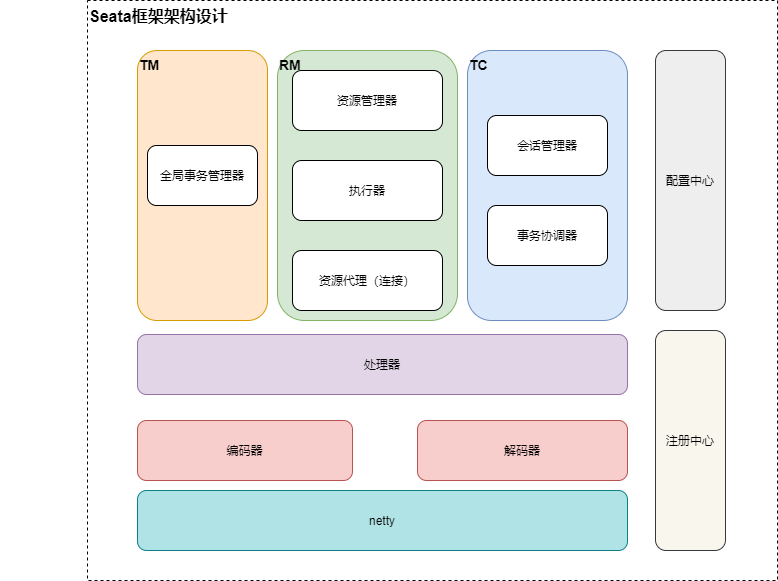 Seata框架架构设计
TM
全局事务管理器
RM
资源管理器
执行器
资源代理（连接）
TC
会话管理器
事务协调器
配置中心
处理器
编码器
解码器
netty
注册中心